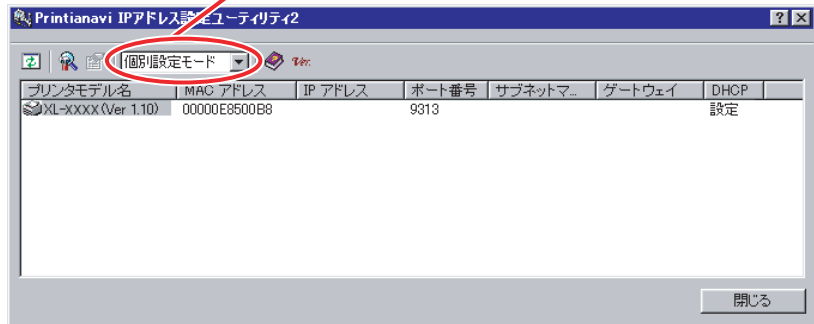 Printianavi IPアドレス設定ユーティリティ2
個別設定モード Ver.
プリンタモデル名 MAC アドレス IP アドレス ポート番号 サブネットマ... ゲートウェイ DHCP
XL-XXXX (Ver 1.10) 00000E8500B8 9313 設定
閉じる